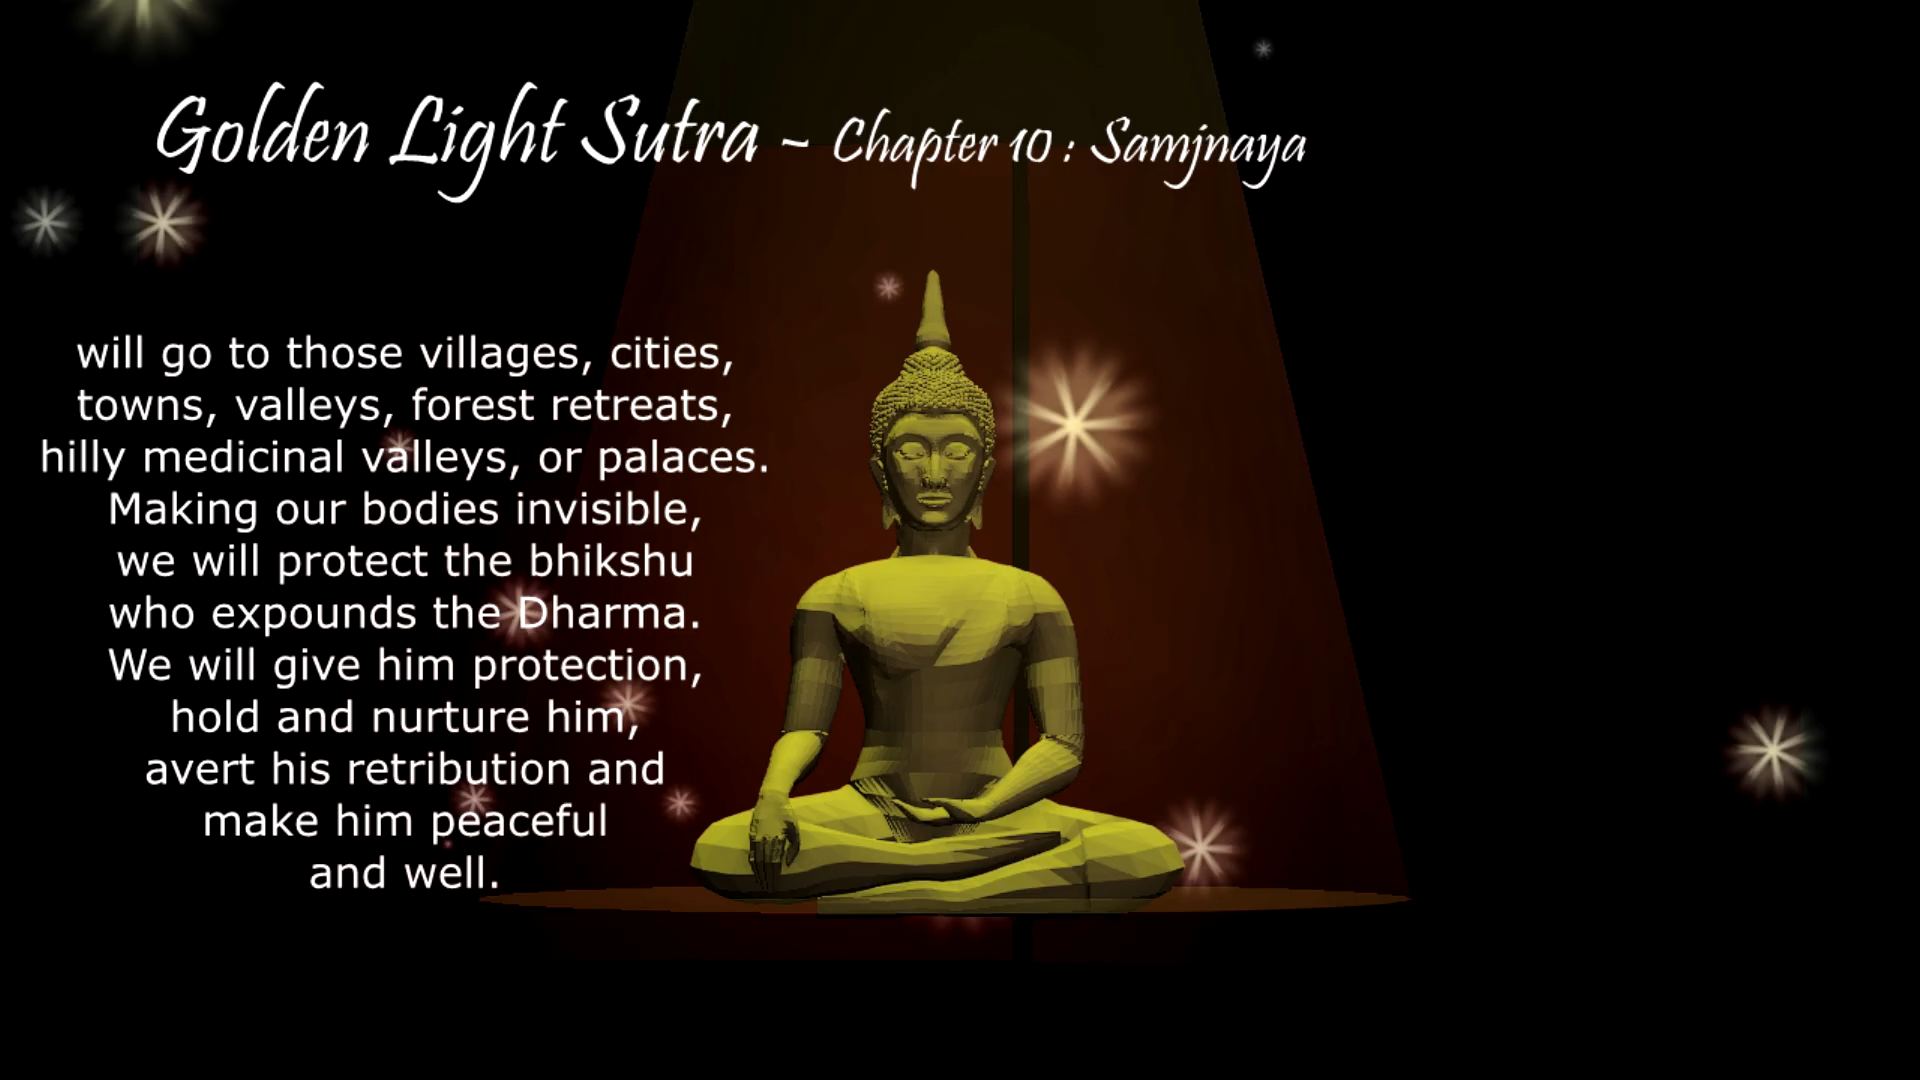 Golden Light Sutra ~ Chapter 10 : Samjnaya
will go to those villages, cities,
towns, valleys, forest retreats,
hilly medicinal valleys, or palaces.
Making our bodies invisible,
we will protect the bhikshu
who expounds the Dharma.
We will give him protection,
hold and nurture him,
avert his retribution and
make him peaceful
and well.